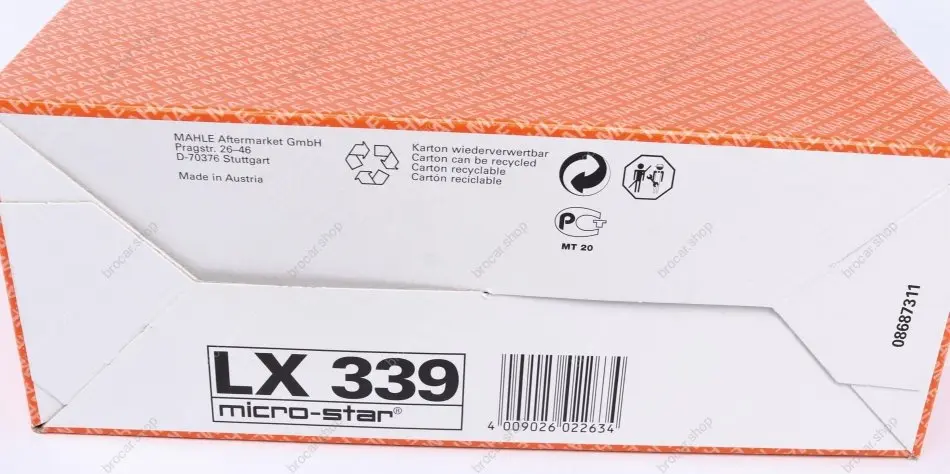 MAHLE Aftermarket GmbH
Pragstr. 26–46
D-70376 Stuttgart
Made in Austria
Karton wiederverwertbar
Carton can be recycled
Carton recyclable
Cartón reciclable
PCT
MT 20
08687311
LX 339
micro-star®
4 009026 022634
brocar.shop